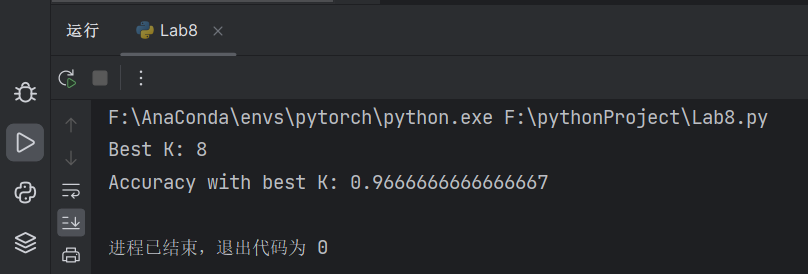 运行 Lab8
F:\AnaConda\envs\pytorch\python.exe F:\pythonProject\Lab8.py
Best K: 8
Accuracy with best K: 0.9666666666666667
进程已结束，退出代码为 0